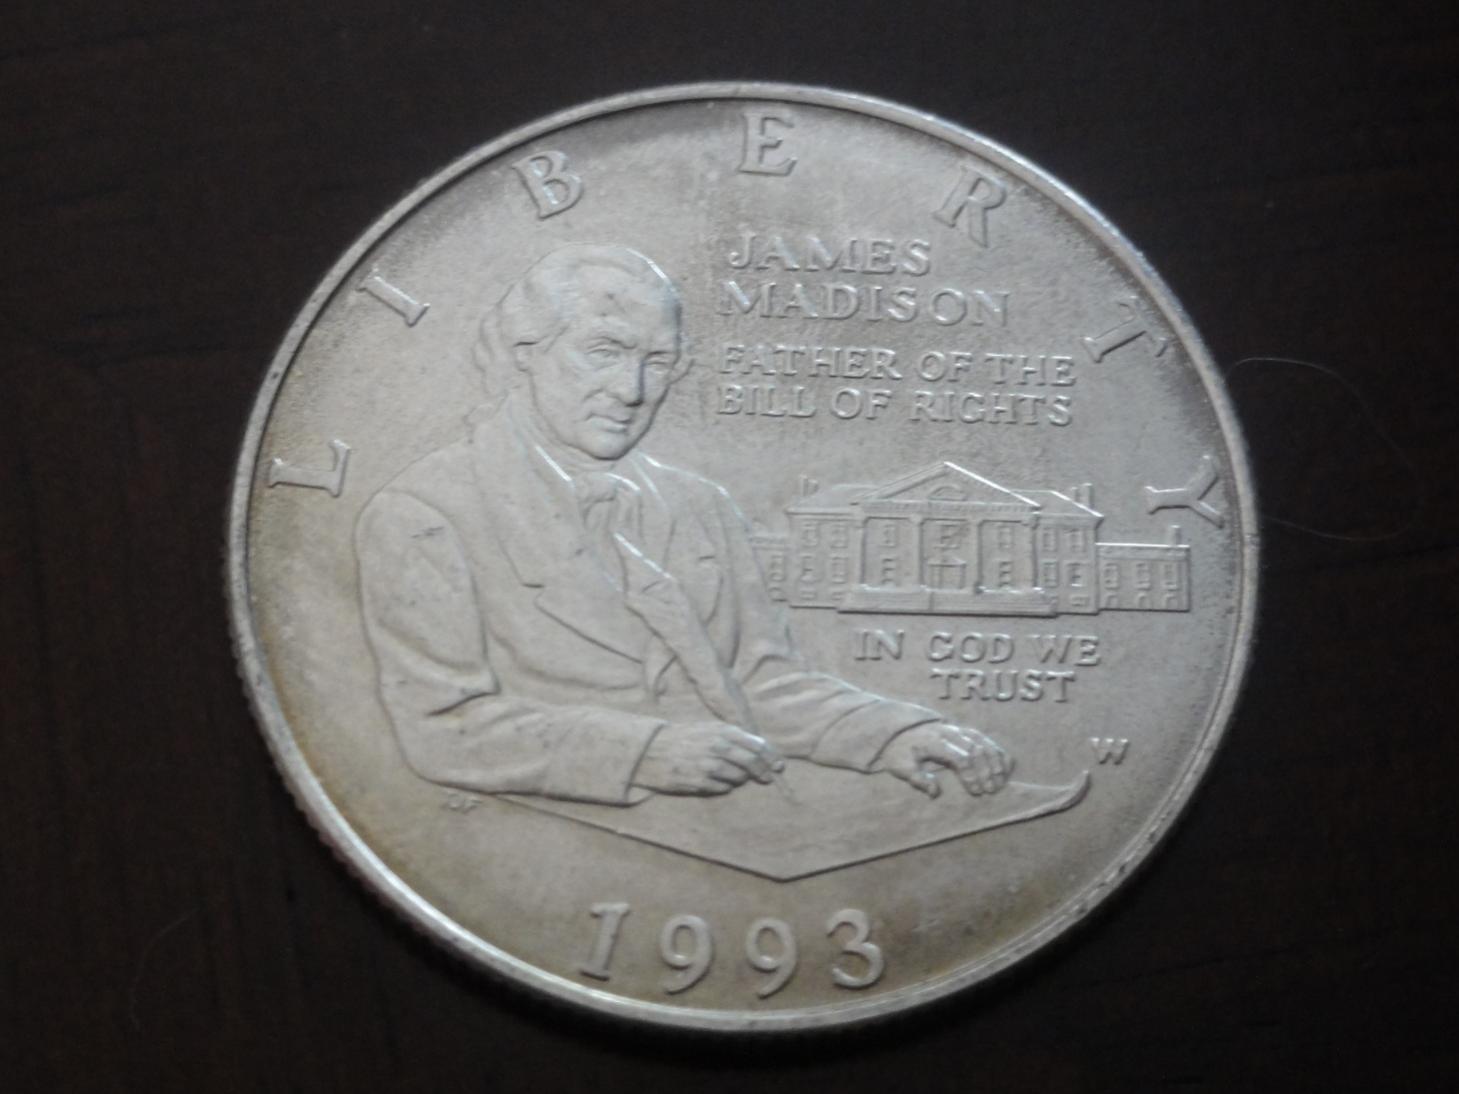 LIBERTY
JAMES
MADISON
FATHER OF THE
BILL OF RIGHTS
IN GOD WE
TRUST
W
1993